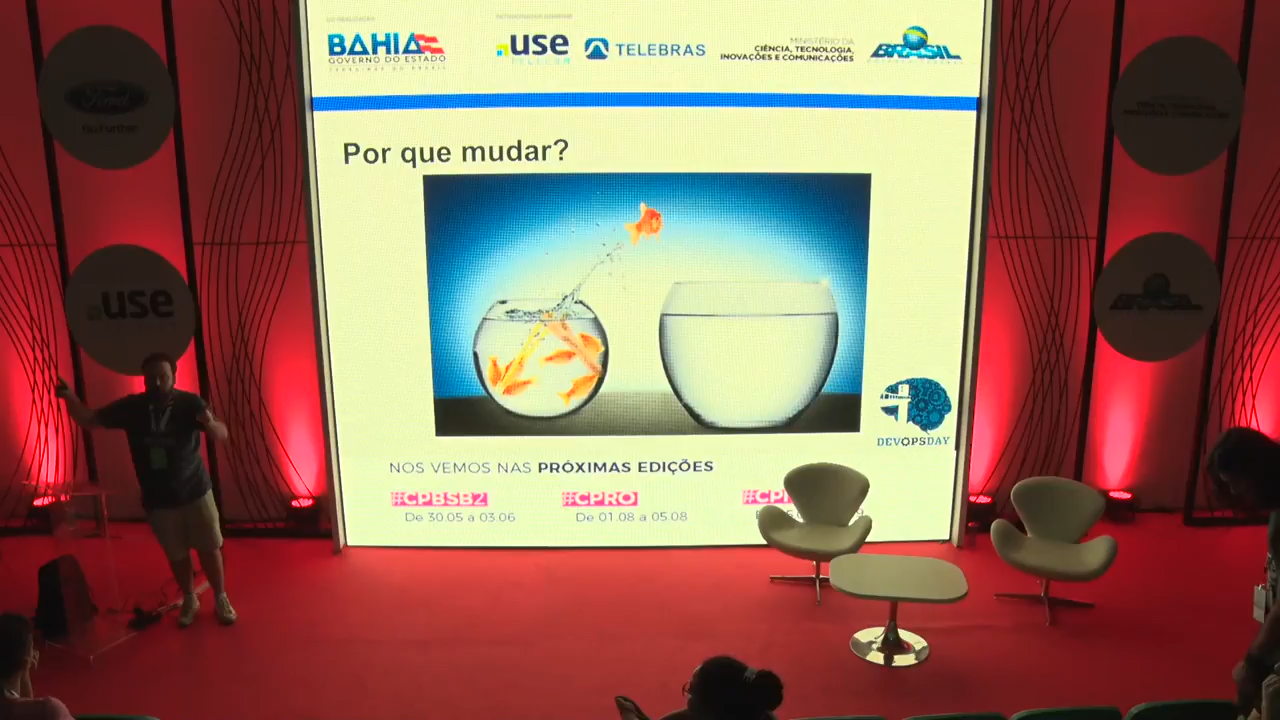 BAHIA
GOVERNO DO ESTADO
use
TELECOM
TELEBRAS
MINISTÉRIO DA
CIÊNCIA, TECNOLOGIA,
INOVAÇÕES E COMUNICAÇÕES
BRASIL
Ford
Go Further
Por que mudar?
use
BRASIL
DEVOPSDAY
NOS VEMOS NAS PRÓXIMAS EDIÇÕES
#CPBSB2
#CPRO
De 30.05 a 03.06
De 01.08 a 05.08